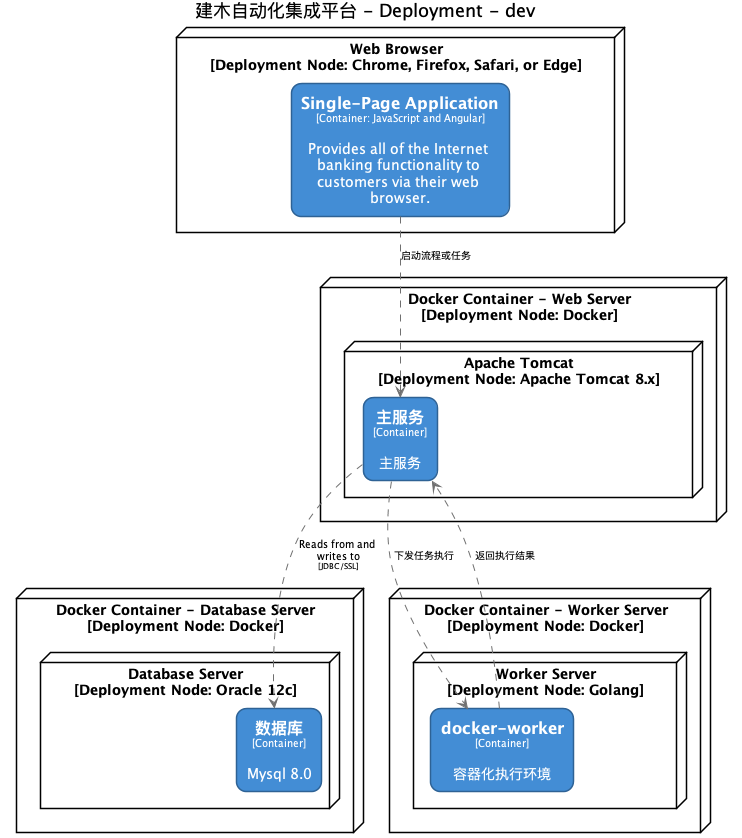 建木自动化集成平台 - Deployment - dev
Web Browser
[Deployment Node: Chrome, Firefox, Safari, or Edge]
Single-Page Application
[Container: JavaScript and Angular]
Provides all of the Internet
banking functionality to
customers via their web
browser.
启动流程或任务
Docker Container - Web Server
[Deployment Node: Docker]
Apache Tomcat
[Deployment Node: Apache Tomcat 8.x]
主服务
[Container]
主服务
Reads from and
writes to
[JDBC/SSL]
下发任务执行
返回执行结果
Docker Container - Database Server
[Deployment Node: Docker]
Database Server
[Deployment Node: Oracle 12c]
数据库
[Container]
Mysql 8.0
Docker Container - Worker Server
[Deployment Node: Docker]
Worker Server
[Deployment Node: Golang]
docker-worker
[Container]
容器化执行环境